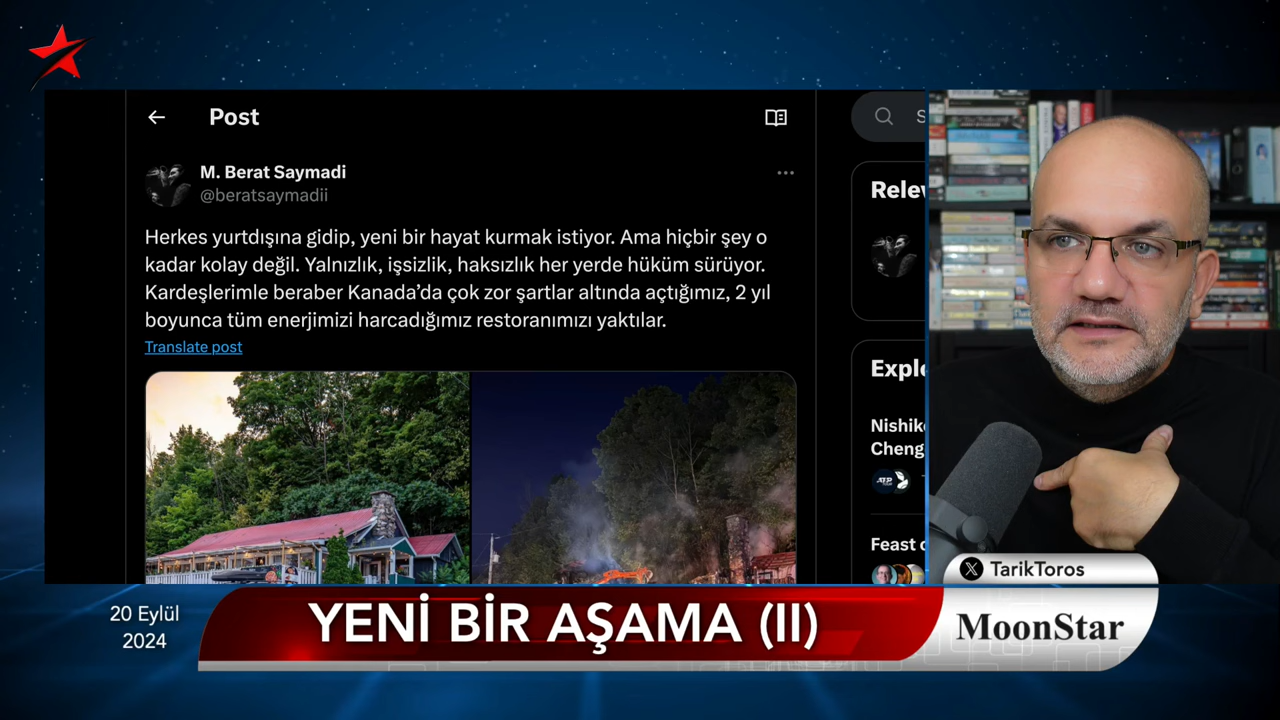 Post
M. Berat Saymadi
@beratsaymadii
Herkes yurtdışına gidip, yeni bir hayat kurmak istiyor. Ama hiçbir şey o
kadar kolay değil. Yalnızlık, işsizlik, haksızlık her yerde hüküm sürüyor.
Kardeşlerimle beraber Kanada’da çok zor şartlar altında açtığımız, 2 yıl
boyunca tüm enerjimizi harcadığımız restoranımızı yaktılar.
Translate post
S
Relev
Explo
Nishik
Cheng
ATP
Feast
TarikToros
20 Eylül
2024
YENİ BİR AŞAMA (II)
MoonStar